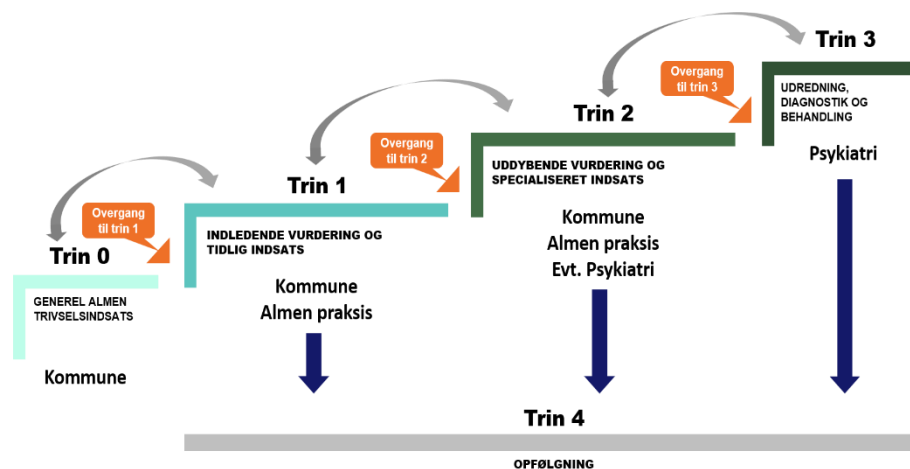 Trin 0
GENEREL ALMEN
TRIVSELSINDSATS
Kommune
Overgang
til trin 1
Trin 1
INDLEDENDE VURDERING OG
TIDLIG INDSATS
Kommune
Almen praksis
Overgang
til trin 2
Trin 2
UDDYBENDE VURDERING OG
SPECIALISERET INDSATS
Kommune
Almen praksis
Evt. Psykiatri
Overgang
til trin 3
Trin 3
UDREDNING,
DIAGNOSTIK OG
BEHANDLING
Psykiatri
Trin 4
OPFØLGNING